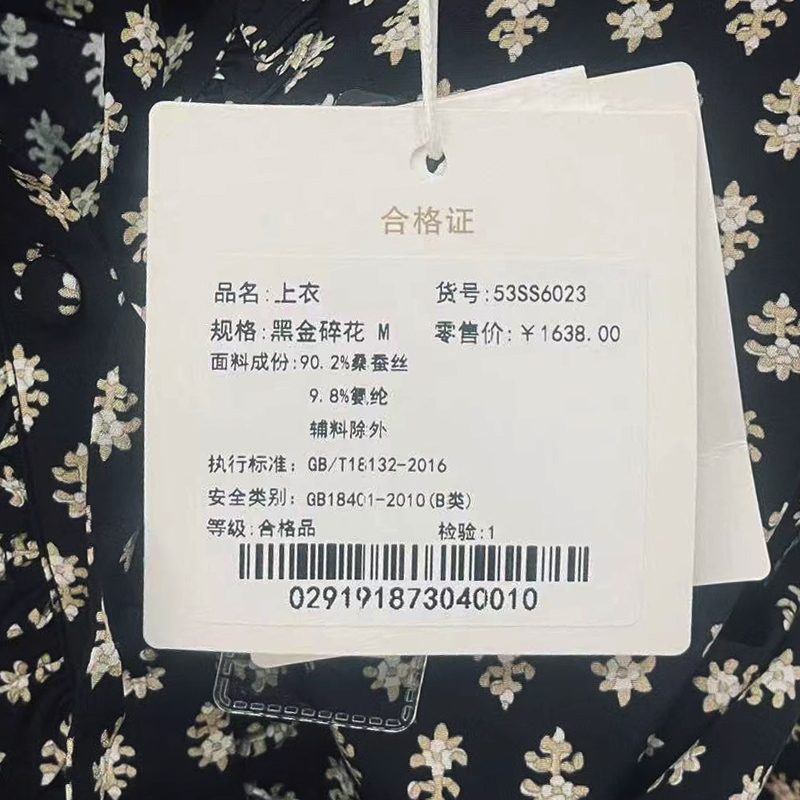 合格证
品名:上衣 货号:53SS6023
规格:黑金碎花 M 零售价:￥1638.00
面料成份:90.2%桑蚕丝
9.8%氨纶
辅料除外
执行标准: GB/T18132-2016
安全类别: GB18401-2010(B类)
等级:合格品 检验:1
029191873040010